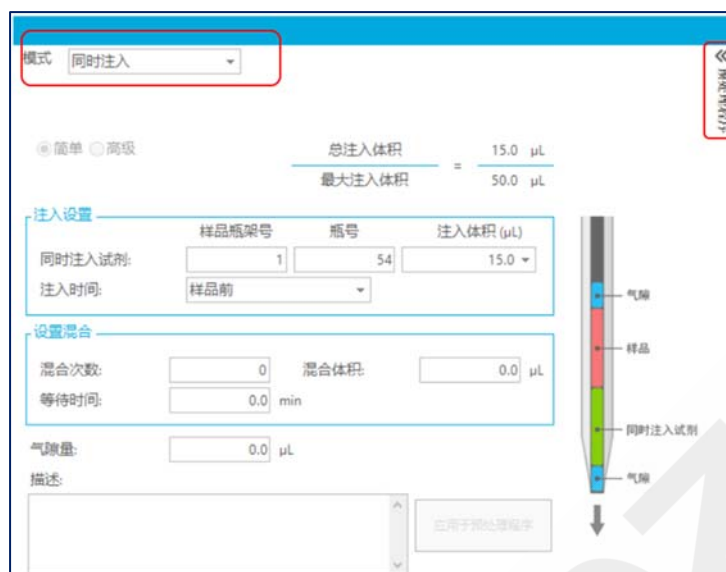 模式 同时注入
简单 高级
总注入体积 = 15.0 µL
最大注入体积 50.0 µL
注入设置
样品瓶架号 瓶号 注入体积 (µL)
同时注入试剂: 1 54 15.0
注入时间: 样品前
设置混合
混合次数: 0 混合体积: 0.0 µL
等待时间: 0.0 min
气隙量: 0.0 µL
描述:
应用于预处理程序
气隙
样品
同时注入试剂
气隙